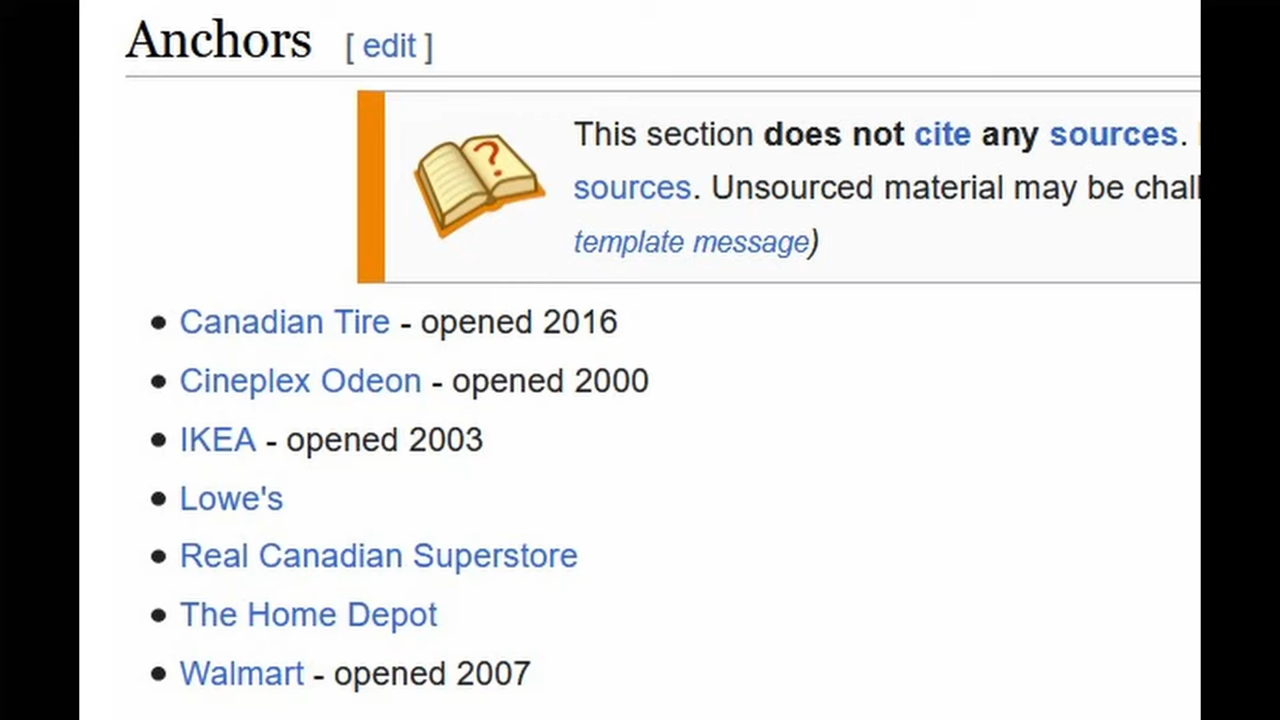 Anchors [ edit ]
This section does not cite any sources.
sources. Unsourced material may be chall
template message)
Canadian Tire - opened 2016
Cineplex Odeon - opened 2000
IKEA - opened 2003
Lowe's
Real Canadian Superstore
The Home Depot
Walmart - opened 2007